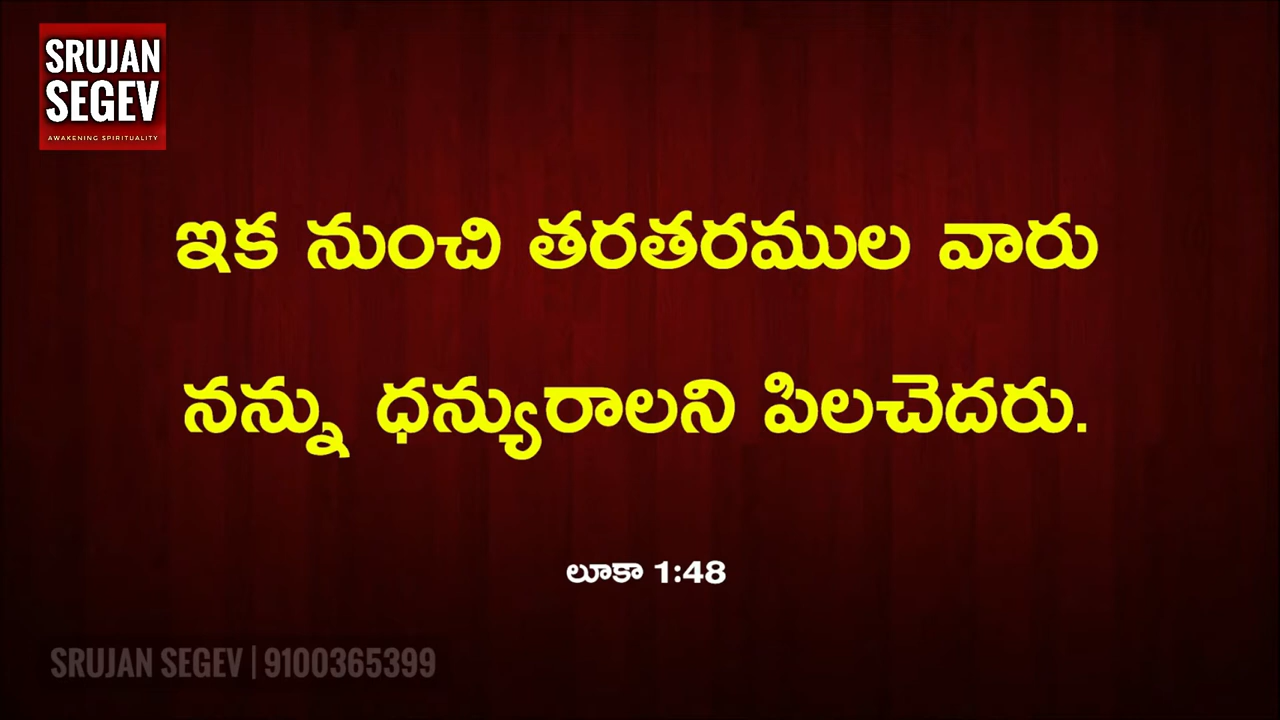 SRUJAN
SEGEV
AWAKENING SPIRITUALITY
ఇక నుంచి తరతరముల వారు
నన్ను ధన్యురాలని పిలచెదరు.
లూకా 1:48
SRUJAN SEGEV | 9100365399